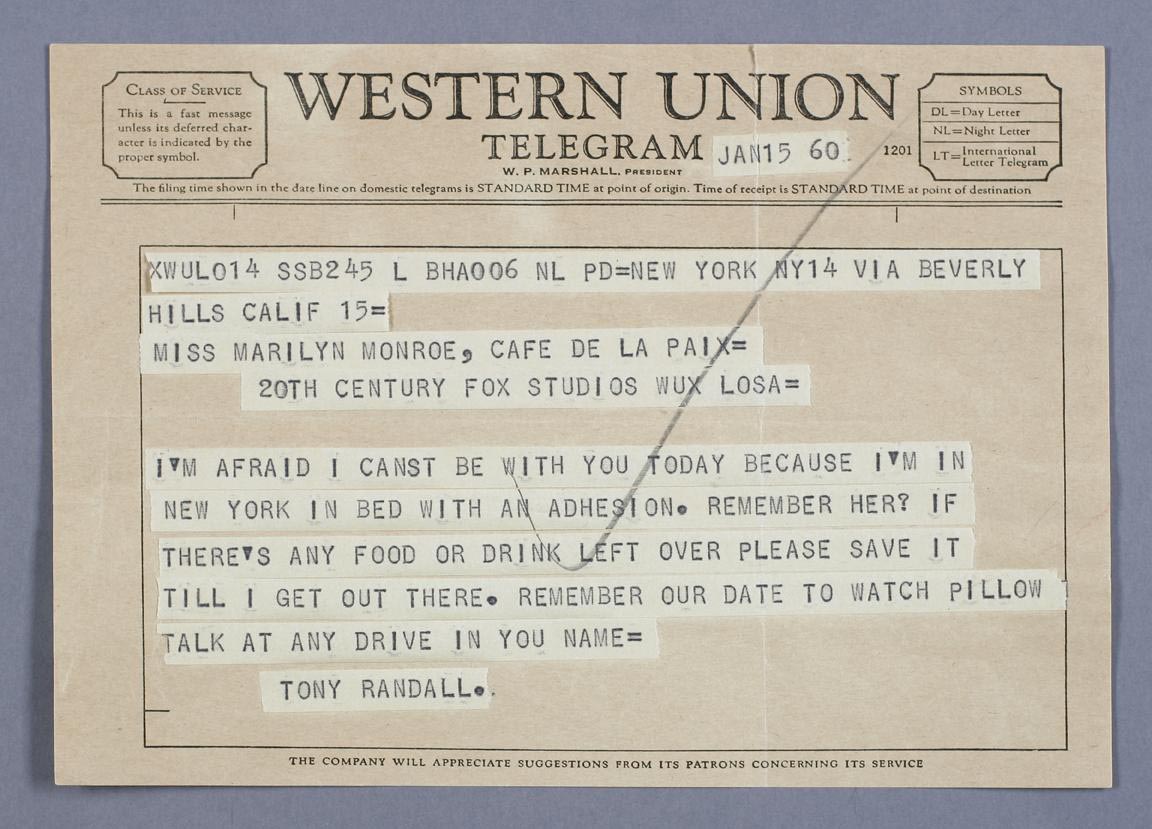 CLASS OF SERVICE
This is a fast message
unless its deferred char-
acter is indicated by the
proper symbol.
WESTERN UNION
TELEGRAM
W. P. MARSHALL, PRESIDENT
JAN15 60
1201
SYMBOLS
DL=Day Letter
NL=Night Letter
LT=International Letter Telegram
The filing time shown in the date line on domestic telegrams is STANDARD TIME at point of origin. Time of receipt is STANDARD TIME at point of destination
XWUL014 SSB245 L BHA006 NL PD=NEW YORK NY14 VIA BEVERLY
HILLS CALIF 15=
MISS MARILYN MONROE, CAFE DE LA PAIX=
20TH CENTURY FOX STUDIOS WUX LOSA=
I'M AFRAID I CANST BE WITH YOU TODAY BECAUSE I'M IN
NEW YORK IN BED WITH AN ADHESION. REMEMBER HER? IF
THERE'S ANY FOOD OR DRINK LEFT OVER PLEASE SAVE IT
TILL I GET OUT THERE. REMEMBER OUR DATE TO WATCH PILLOW
TALK AT ANY DRIVE IN YOU NAME=
TONY RANDALL..
THE COMPANY WILL APPRECIATE SUGGESTIONS FROM ITS PATRONS CONCERNING ITS SERVICE